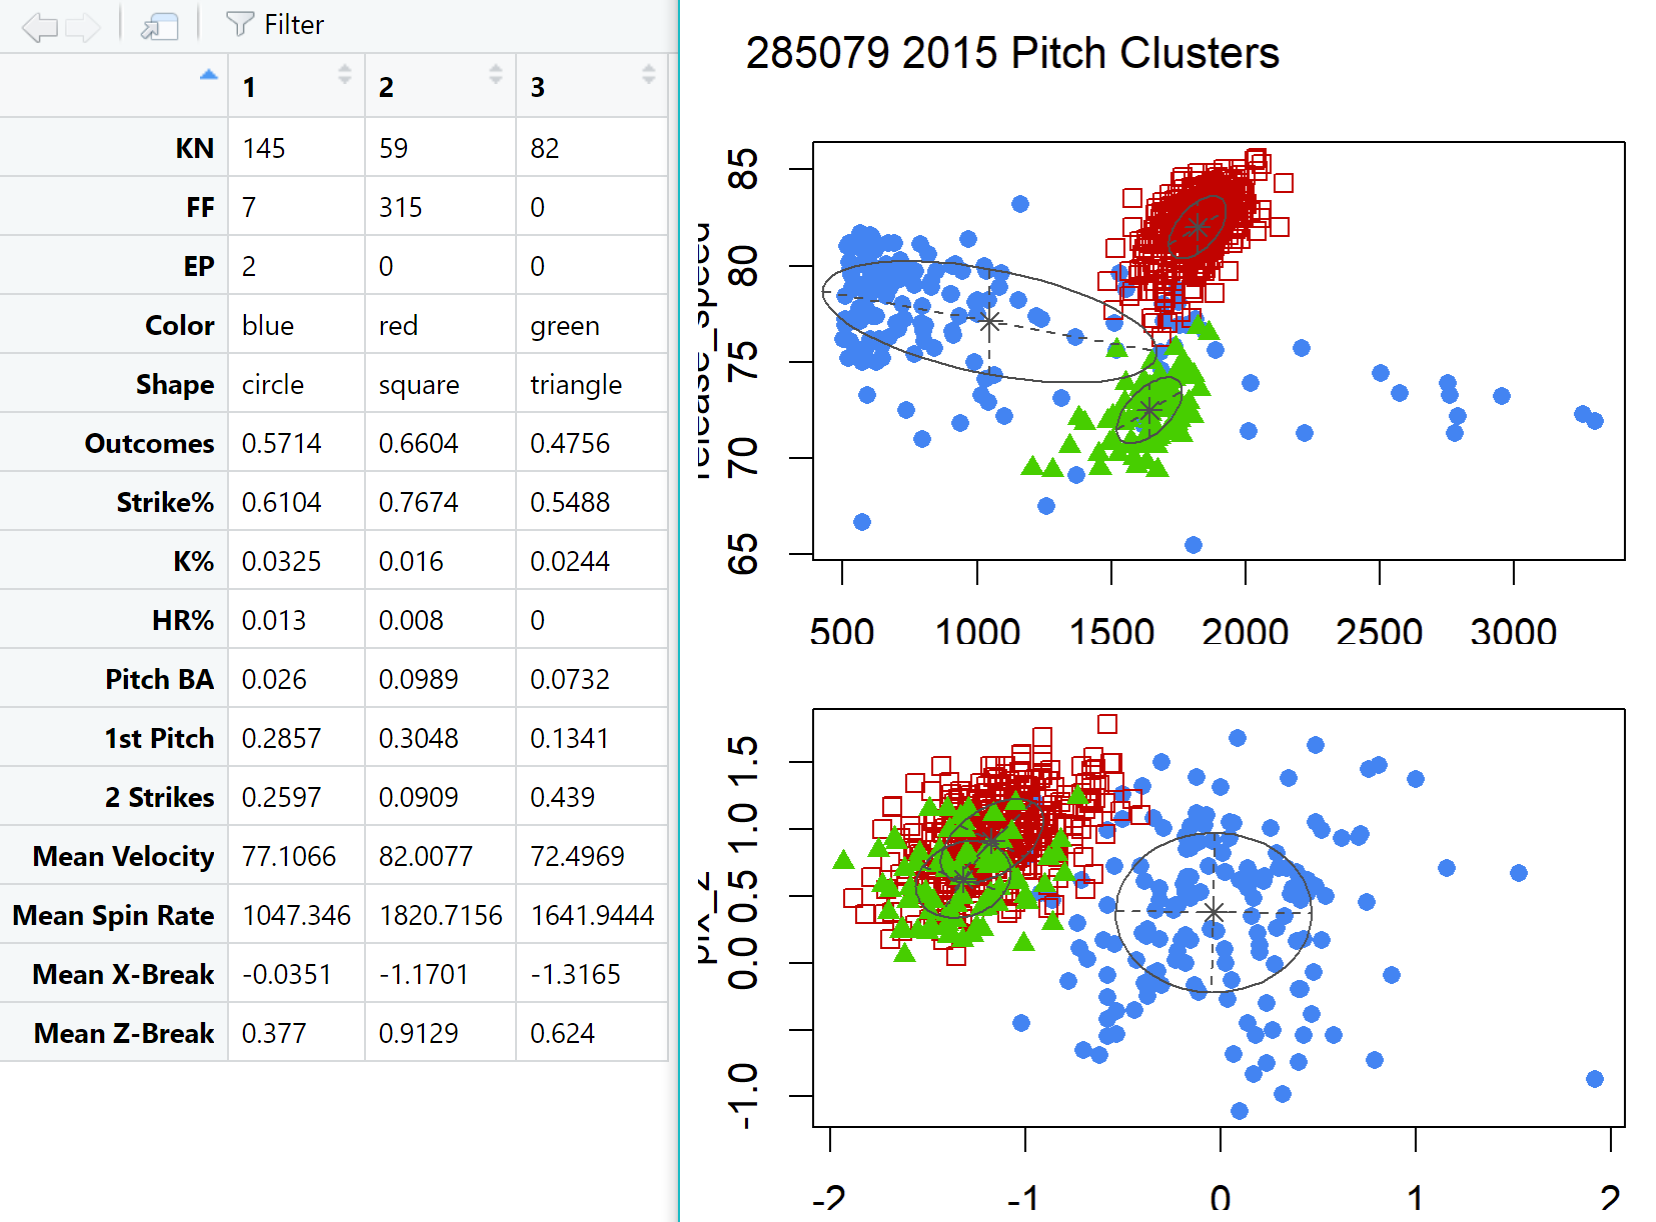 Filter
1 2 3
KN 145 59 82
FF 7 315 0
EP 2 0 0
Color blue red green
Shape circle square triangle
Outcomes 0.5714 0.6604 0.4756
Strike% 0.6104 0.7674 0.5488
K% 0.0325 0.016 0.0244
HR% 0.013 0.008 0
Pitch BA 0.026 0.0989 0.0732
1st Pitch 0.2857 0.3048 0.1341
2 Strikes 0.2597 0.0909 0.439
Mean Velocity 77.1066 82.0077 72.4969
Mean Spin Rate 1047.346 1820.7156 1641.9444
Mean X-Break -0.0351 -1.1701 -1.3165
Mean Z-Break 0.377 0.9129 0.624
285079 2015 Pitch Clusters
release_speed
85
80
75
70
65
500 1000 1500 2000 2500 3000
pfx_z
1.5
1.0
0.5
0.0
-1.0
-2 -1 0 1 2